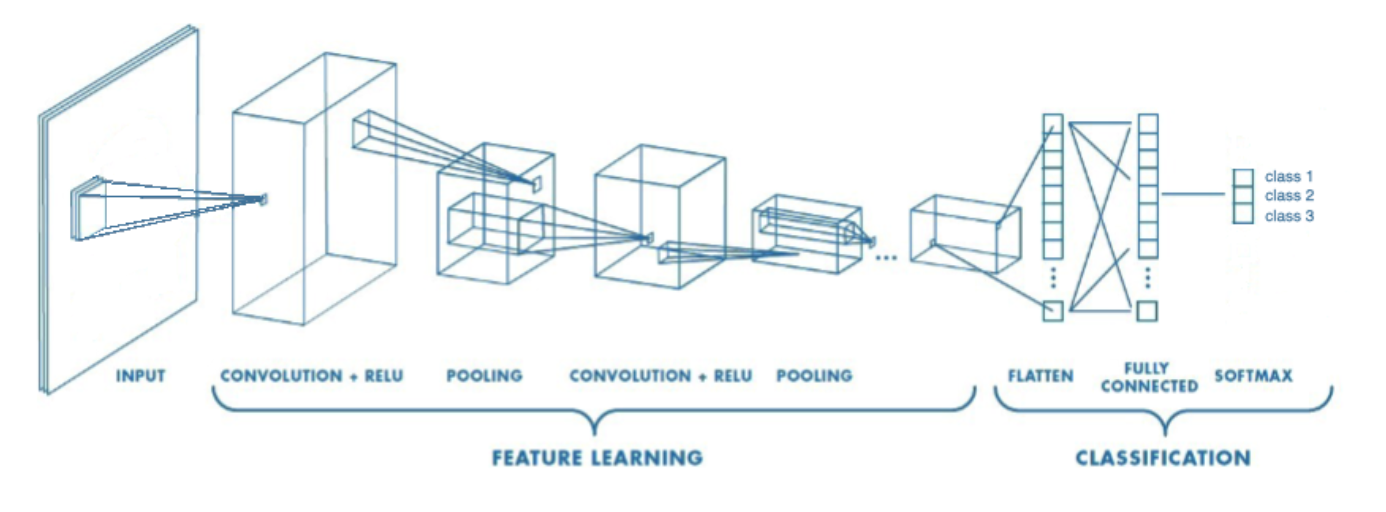 class 1
class 2
class 3
INPUT
CONVOLUTION + RELU
POOLING
CONVOLUTION + RELU
POOLING
FLATTEN
FULLY
CONNECTED
SOFTMAX
FEATURE LEARNING
CLASSIFICATION